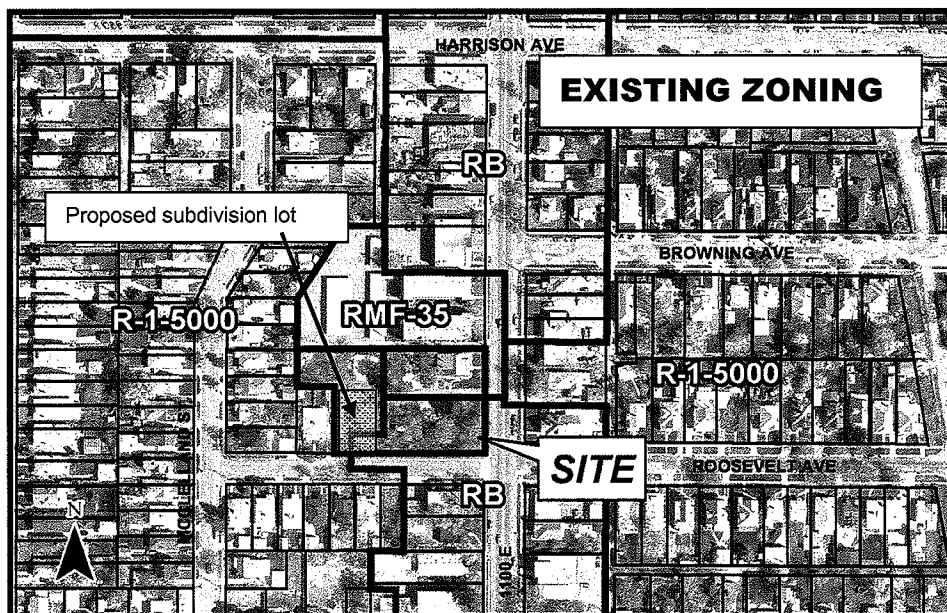 HARRISON AVE
EXISTING ZONING
RB
Proposed subdivision lot
BROWNING AVE
R-1-5000
RMF-35
R-1-5000
SITE
ROOSEVELT AVE
RB
N
1100 E